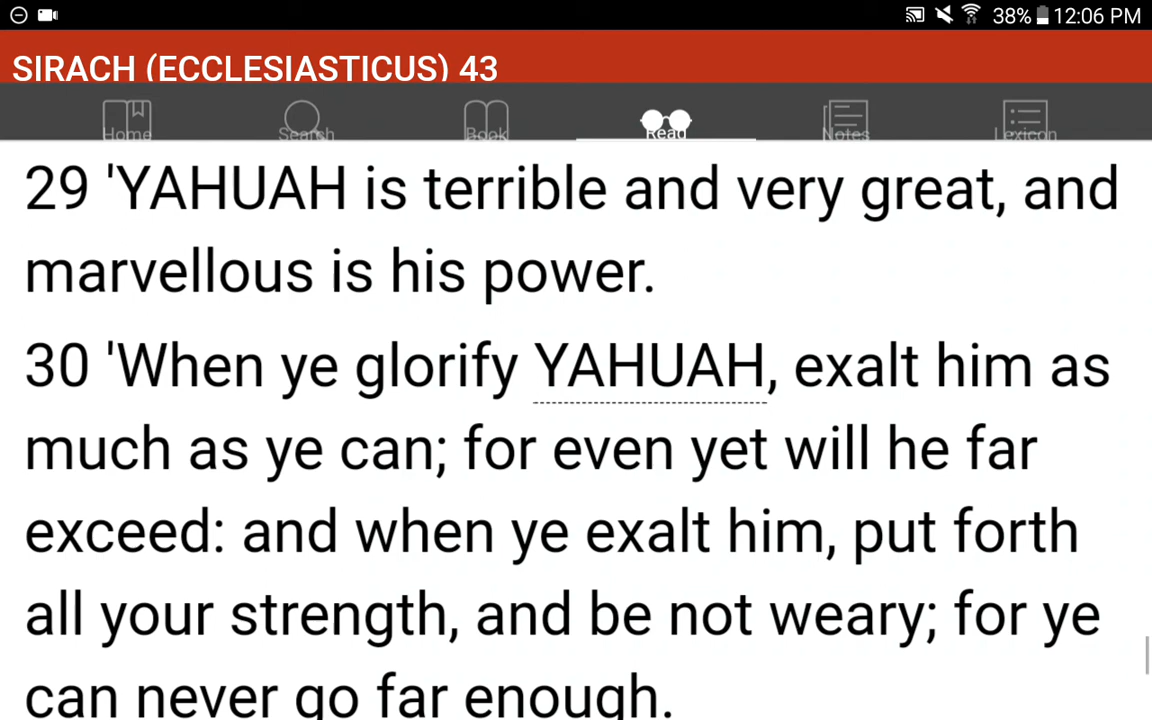 38% 12:06 PM
SIRACH (ECCLESIASTICUS) 43
Home Search Book Read Notes Lexicon
29 'YAHUAH is terrible and very great, and
marvellous is his power.
30 'When ye glorify YAHUAH, exalt him as
much as ye can; for even yet will he far
exceed: and when ye exalt him, put forth
all your strength, and be not weary; for ye
can never go far enough.